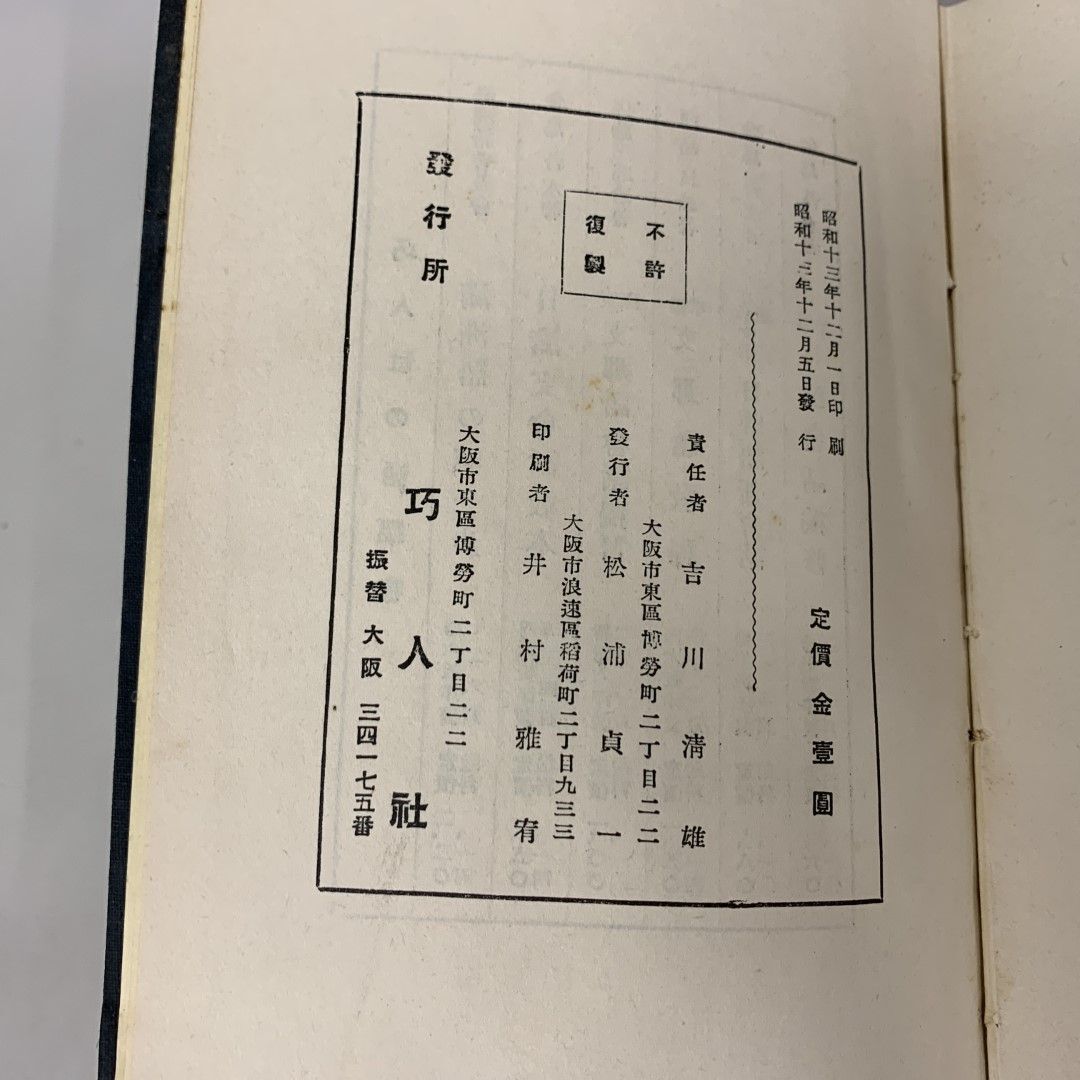 昭和十三年十二月一日印刷
昭和十三年十二月五日發行
定價金壹圓
不許
復製
責任者 吉川淸雄
大阪市東區博勞町二丁目二二
發行者 松浦貞一
大阪市浪速區稻荷町二丁目九三三
印刷者 井村雅宥
大阪市東區博勞町二丁目二二
發行所 巧人社
振替大阪三四一七五番